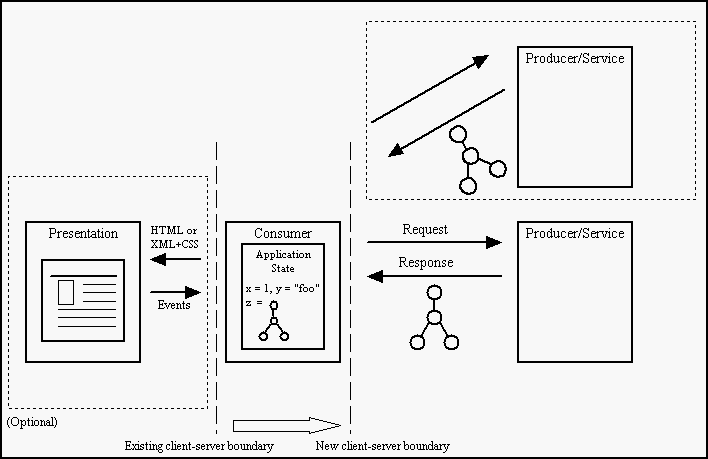 Producer/Service
Presentation
HTML or
XML+CSS
Events
Consumer
Application
State
x = 1, y = "foo"
z =
Request
Response
Producer/Service
(Optional)
Existing client-server boundary
New client-server boundary